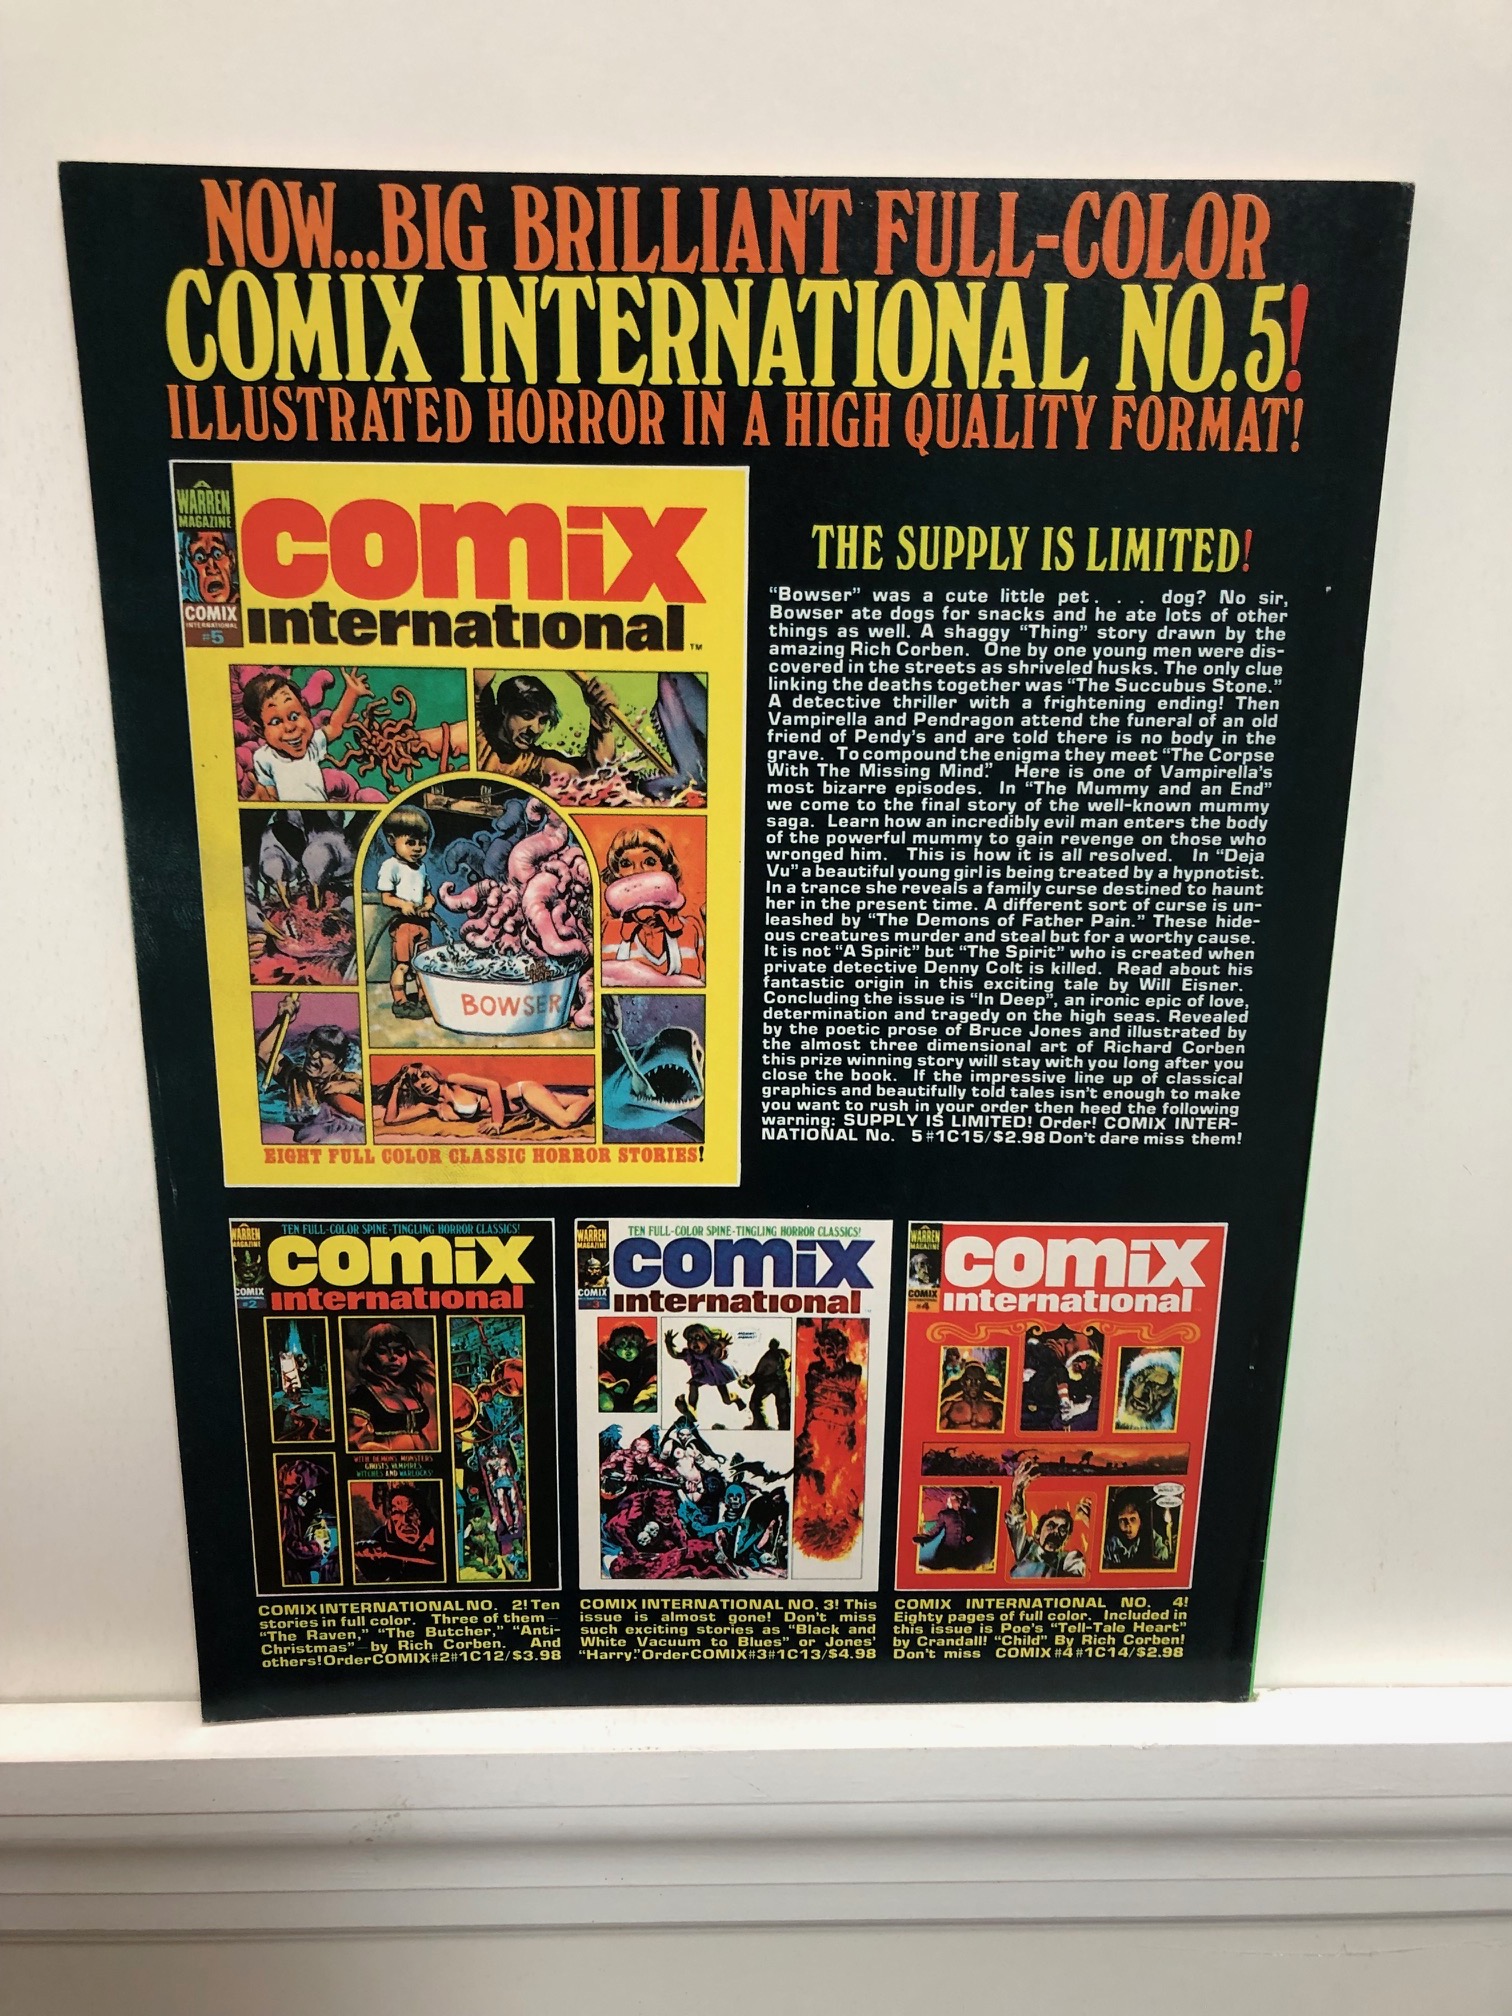 NOW...BIG BRILLIANT FULL-COLOR
COMIX INTERNATIONAL NO.5!
ILLUSTRATED HORROR IN A HIGH QUALITY FORMAT!
WARREN
MAGAZINE
COMIX
INTERNATIONAL
#5
comix
international
TM
BOWSER
EIGHT FULL COLOR CLASSIC HORROR STORIES!
THE SUPPLY IS LIMITED!
"Bowser" was a cute little pet . . . dog? No sir,
Bowser ate dogs for snacks and he ate lots of other
things as well. A shaggy "Thing" story drawn by the
amazing Rich Corben. One by one young men were dis-
covered in the streets as shriveled husks. The only clue
linking the deaths together was "The Succubus Stone."
A detective thriller with a frightening ending! Then
Vampirella and Pendragon attend the funeral of an old
friend of Pendy's and are told there is no body in the
grave. To compound the enigma they meet "The Corpse
With The Missing Mind." Here is one of Vampirella's
most bizarre episodes. In "The Mummy and an End"
we come to the final story of the well-known mummy
saga. Learn how an incredibly evil man enters the body
of the powerful mummy to gain revenge on those who
wronged him. This is how it is all resolved. In "Deja
Vu" a beautiful young girl is being treated by a hypnotist.
In a trance she reveals a family curse destined to haunt
her in the present time. A different sort of curse is un-
leashed by "The Demons of Father Pain." These hide-
ous creatures murder and steal but for a worthy cause.
It is not "A Spirit" but "The Spirit" who is created when
private detective Denny Colt is killed. Read about his
fantastic origin in this exciting tale by Will Eisner.
Concluding the issue is "In Deep", an ironic epic of love,
determination and tragedy on the high seas. Revealed
by the poetic prose of Bruce Jones and illustrated by
the almost three dimensional art of Richard Corben
this prize winning story will stay with you long after you
close the book. If the impressive line up of classical
graphics and beautifully told tales isn't enough to make
you want to rush in your order then heed the following
warning: SUPPLY IS LIMITED! Order! COMIX INTER-
NATIONAL No. 5#1C15/$2.98 Don't dare miss them!
TEN FULL-COLOR SPINE-TINGLING HORROR CLASSICS!
WARREN
MAGAZINE
COMIX
#2
comix
international
WITH DEMONS MONSTERS
GHOSTS VAMPIRES
WITCHES AND WARLOCKS!
COMIX INTERNATIONAL NO. 2! Ten
stories in full color. Three of them—
"The Raven," "The Butcher," "Anti-
Christmas"—by Rich Corben. And
others! Order COMIX#2#1C12/$3.98
TEN FULL-COLOR SPINE-TINGLING HORROR CLASSICS!
WARREN
MAGAZINE
COMIX
#3
comix
international
COMIX INTERNATIONAL NO. 3! This
issue is almost gone! Don't miss
such exciting stories as "Black and
White Vacuum to Blues" or Jones'
"Harry." Order COMIX#3#1C13/$4.98
WARREN
MAGAZINE
COMIX
INTERNATIONAL
#4
comix
international
COMIX INTERNATIONAL NO. 4!
Eighty pages of full color. Included in
this issue is Poe's "Tell-Tale Heart"
by Crandall! "Child" By Rich Corben!
Don't miss COMIX #4#1C14/$2.98